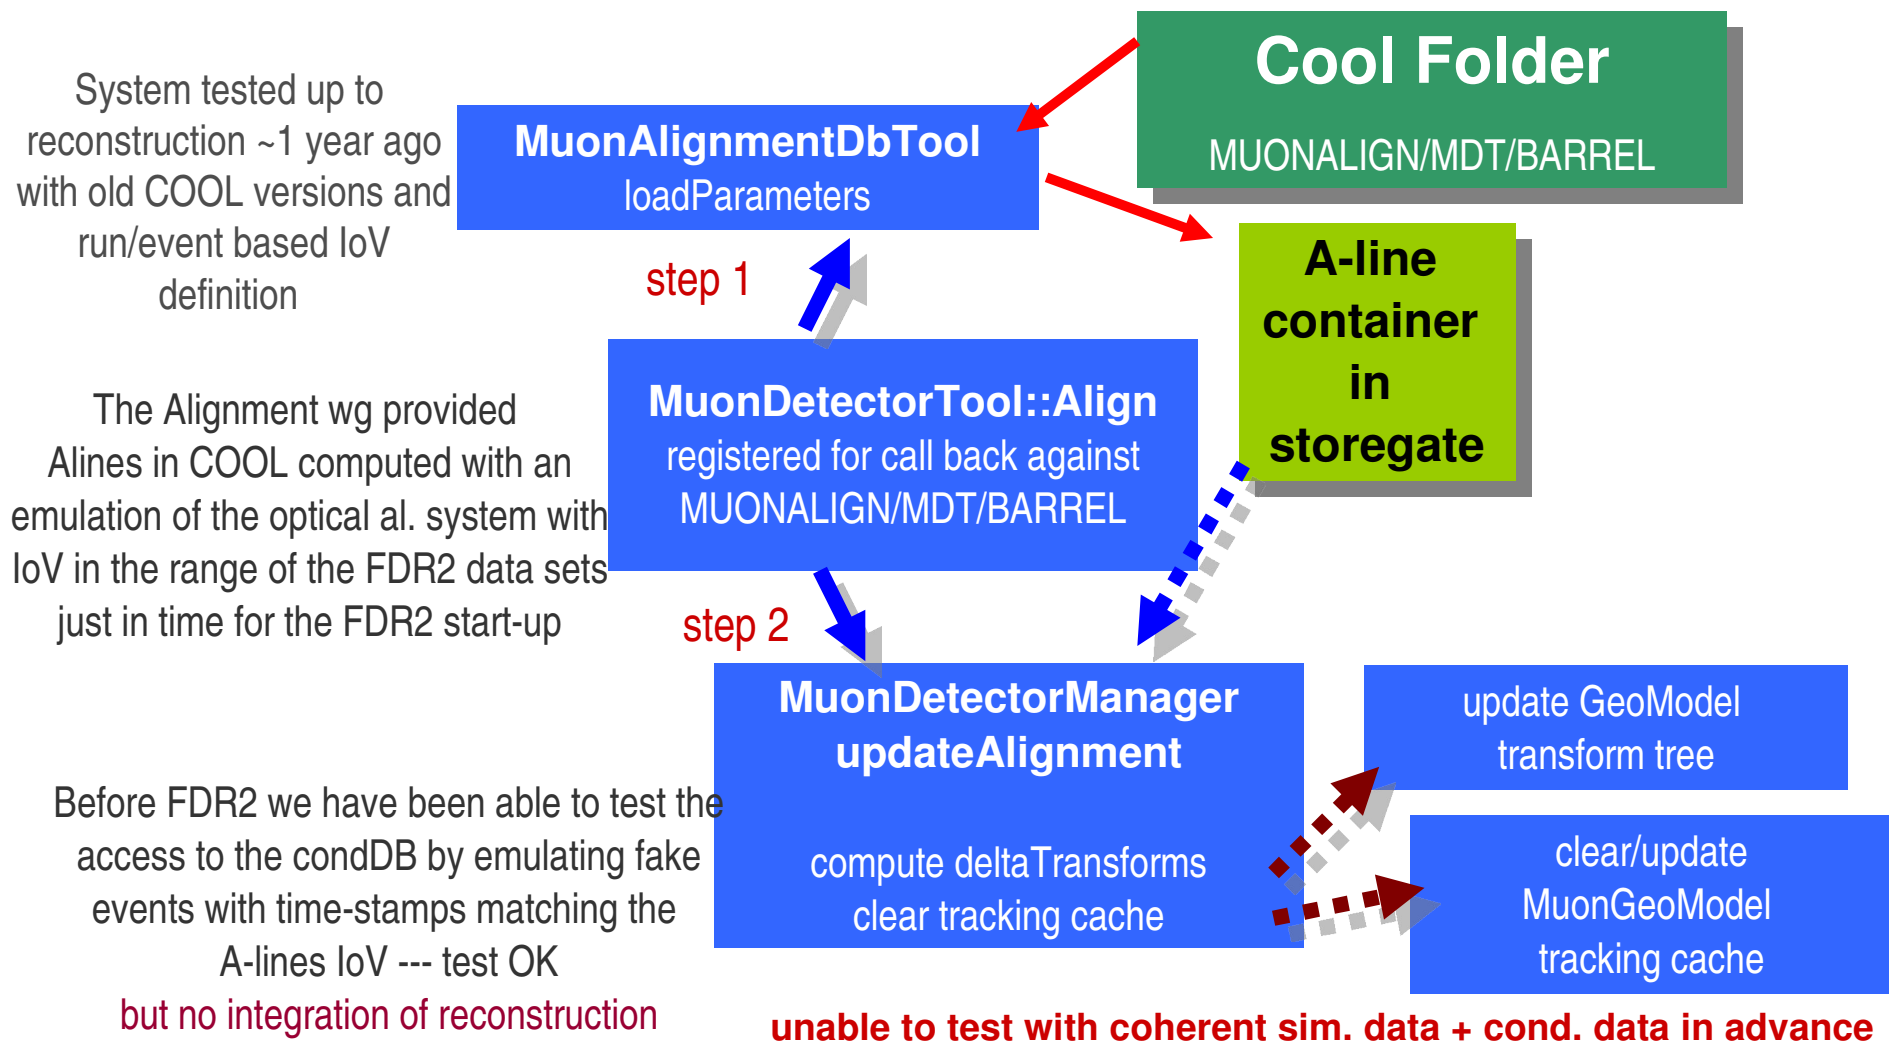 Cool Folder
MUONALIGN/MDT/BARREL
System tested up to
reconstruction ~1 year ago
with old COOL versions and
run/event based IoV
definition
MuonAlignmentDbTool
loadParameters
A-line
container
in
storegate
step 1
MuonDetectorTool::Align
registered for call back against
MUONALIGN/MDT/BARREL
The Alignment wg provided
Alines in COOL computed with an
emulation of the optical al. system with
IoV in the range of the FDR2 data sets
just in time for the FDR2 start-up
step 2
MuonDetectorManager
updateAlignment
compute deltaTransforms
clear tracking cache
update GeoModel
transform tree
clear/update
MuonGeoModel
tracking cache
Before FDR2 we have been able to test the
access to the condDB by emulating fake
events with time-stamps matching the
A-lines IoV --- test OK
but no integration of reconstruction
unable to test with coherent sim. data + cond. data in advance